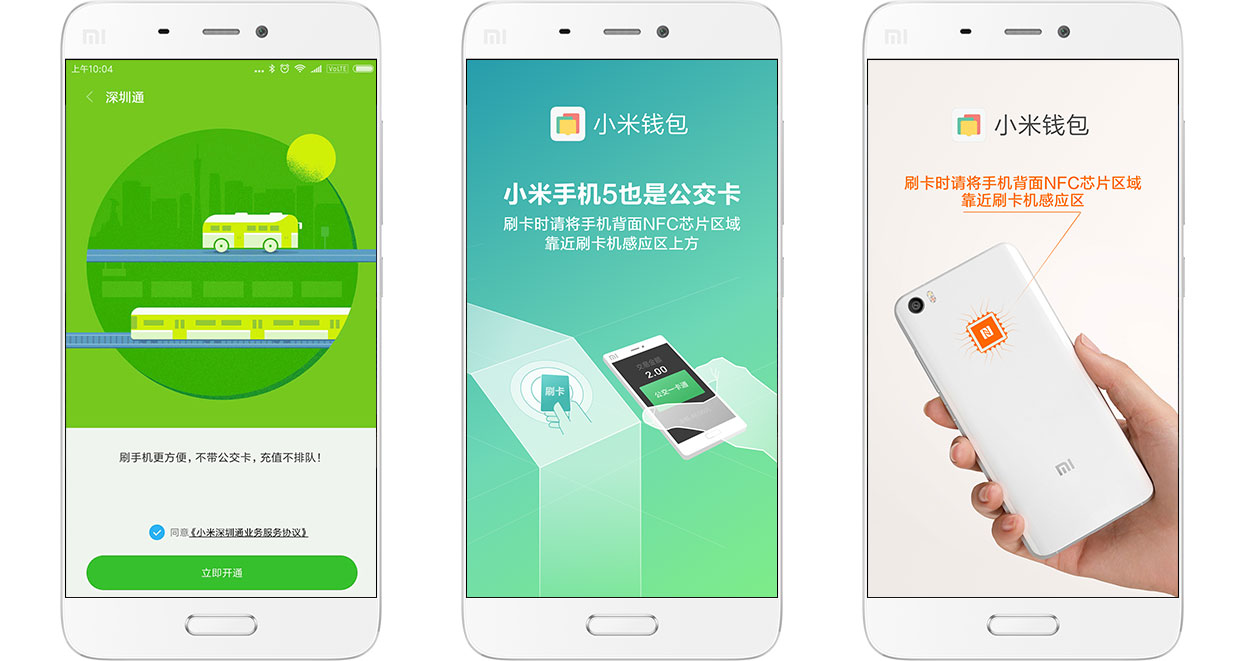 上午10:04
VoLTE
深圳通
刷手机更方便，不带公交卡，充值不排队！
同意《小米深圳通业务服务协议》
立即开通
小米钱包
小米手机5也是公交卡
刷卡时请将手机背面NFC芯片区域
靠近刷卡机感应区上方
刷卡
交易金额
2.00
公交一卡通
小米钱包
刷卡时请将手机背面NFC芯片区域
靠近刷卡机感应区